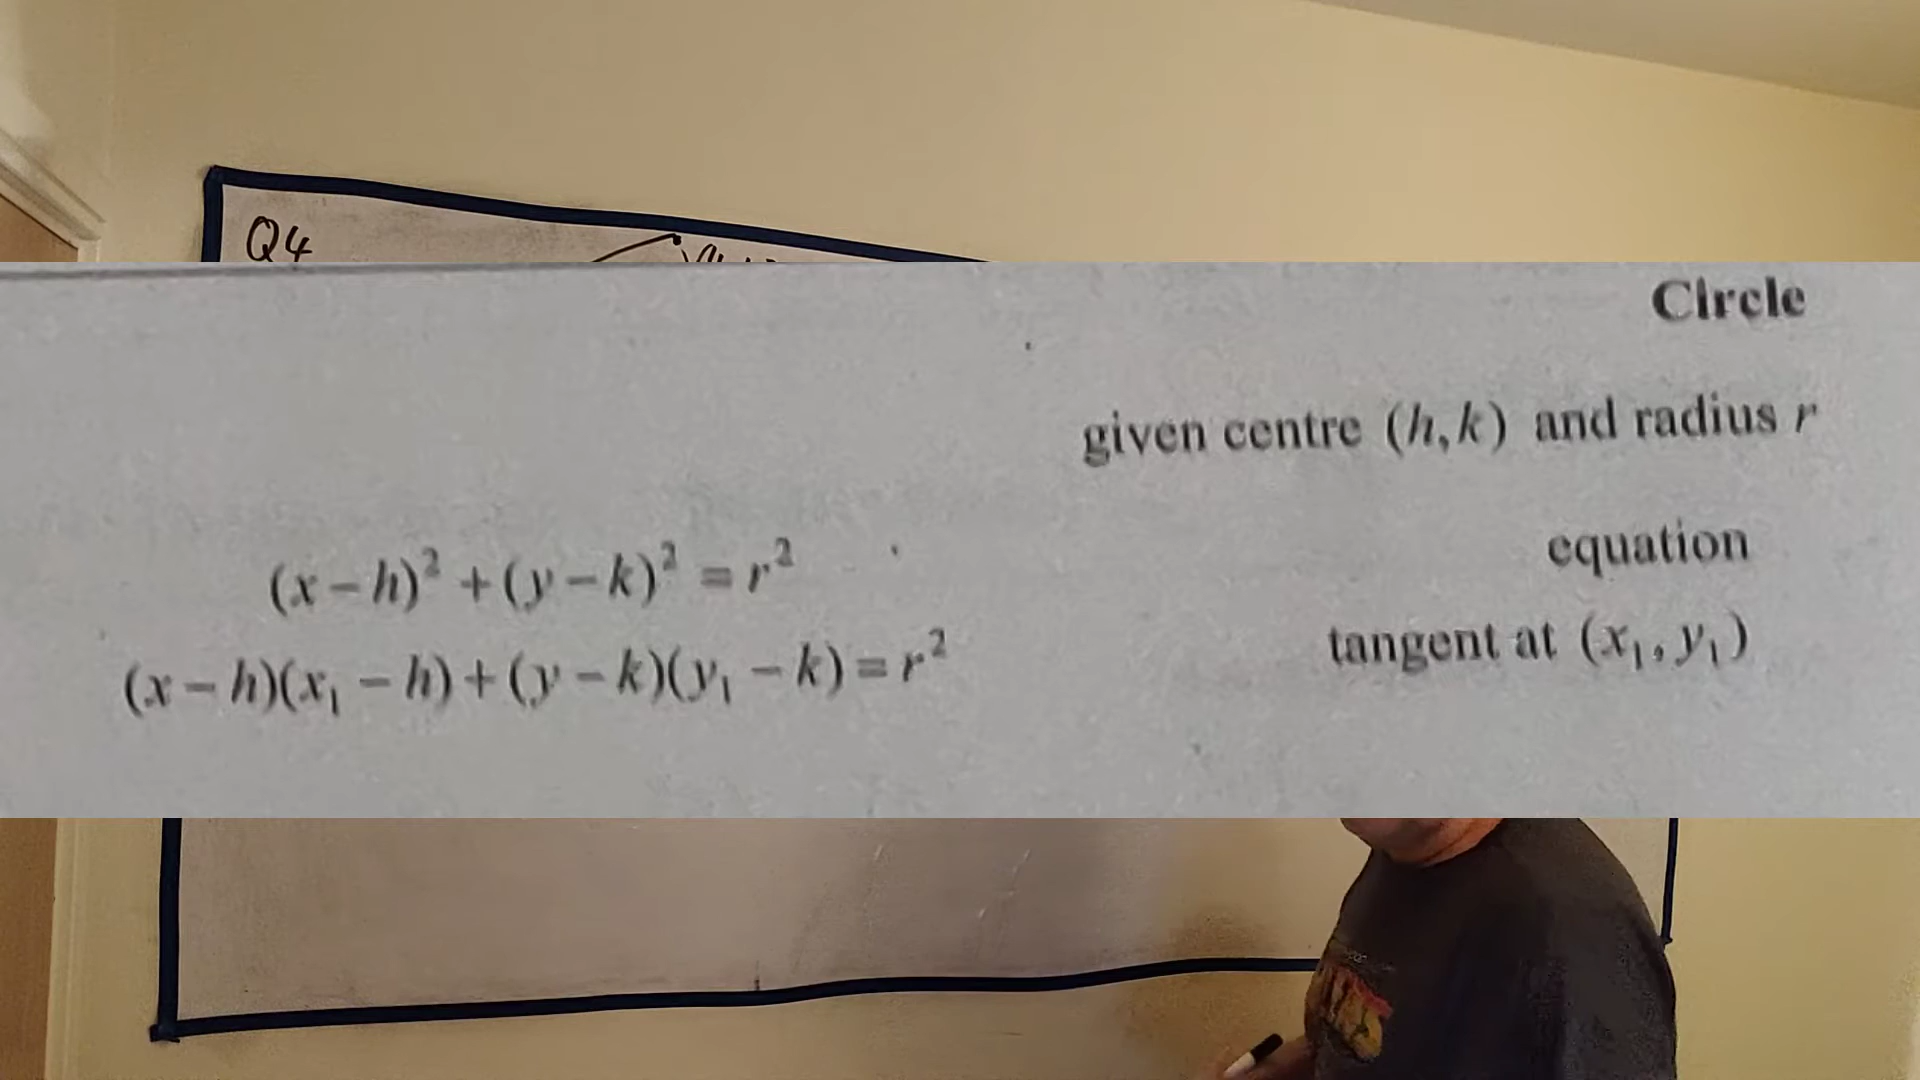 Q4
Circle
given centre (h, k) and radius r
(x − h)² + (y − k)² = r² equation
(x − h)(x₁ − h) + (y − k)(y₁ − k) = r² tangent at (x₁, y₁)